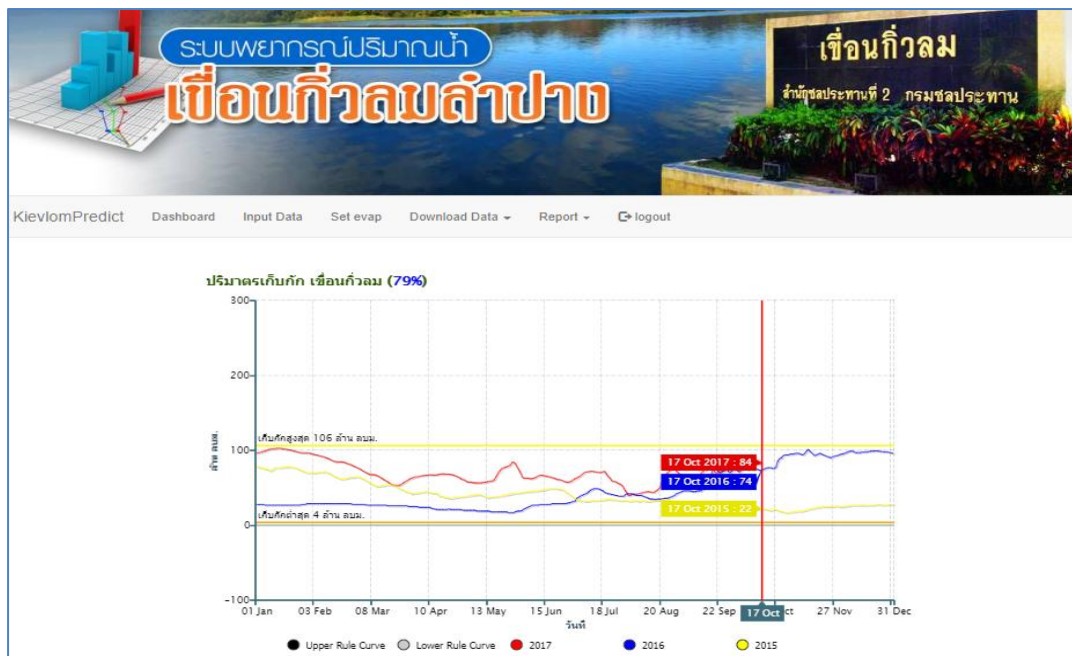 ระบบพยากรณ์ปริมาณน้ำ
เขื่อนกิ่วลมลำปาง
เขื่อนกิ่วลม
สำนักชลประทานที่ 2 กรมชลประทาน
KievlomPredict Dashboard Input Data Set evap Download Data Report logout
ปริมาตรเก็บกัก เขื่อนกิ่วลม (79%)
300
200
100
0
-100
ล้าน ลบม.
เก็บกักสูงสุด 106 ล้าน ลบม.
17 Oct 2017 : 84
17 Oct 2016 : 74
17 Oct 2015 : 22
เก็บกักต่ำสุด 4 ล้าน ลบม.
01 Jan 03 Feb 08 Mar 10 Apr 13 May 15 Jun 18 Jul 20 Aug 22 Sep 17 Oct ct 27 Nov 31 Dec
วันที่
Upper Rule Curve Lower Rule Curve 2017 2016 2015